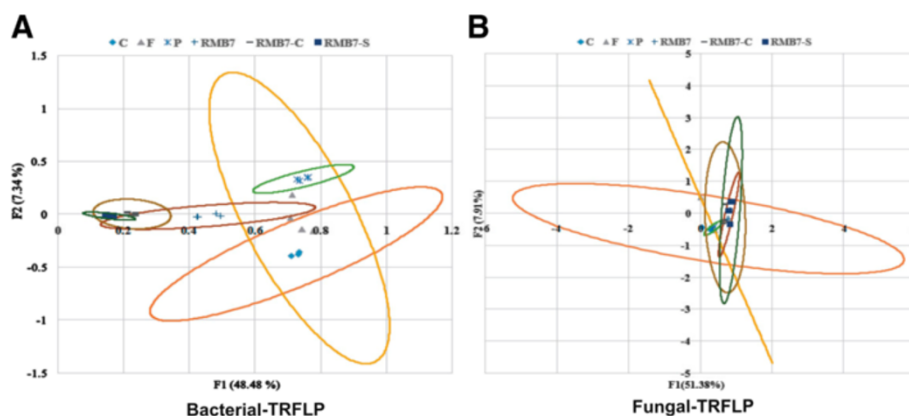 A
C F P RMB7 RMB7-C RMB7-S
1.5
1
0.5
0
-0.5
-1
-1.5
F2 (7.34 %)
0 0.2 0.4 0.6 0.8 1 1.2
F1 (48.48 %)
Bacterial-TRFLP
B
C F P RMB7 RMB7-C RMB7-S
5
4
3
2
1
0
-1
-2
-3
-4
-5
F2 (7.91%)
-6 -4 -2 0 2 4 6
F1(51.38%)
Fungal-TRFLP